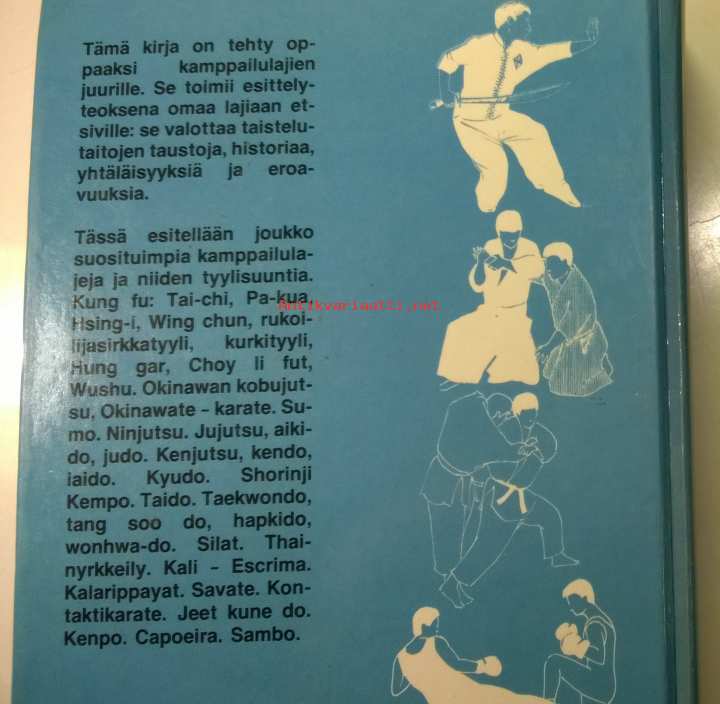 Tämä kirja on tehty op-
paaksi kamppailulajien
juurille. Se toimii esittely-
teoksena omaa lajiaan et-
siville: se valottaa taistelu-
taitojen taustoja, historiaa,
yhtäläisyyksiä ja eroa-
vuuksia.
Tässä esitellään joukko
suosituimpia kamppailula-
jeja ja niiden tyylisuuntia.
Kung fu: Tai-chi, Pa-kua,
Antikvariaatti.net
Hsing-i, Wing chun, rukoi-
lijasirkkatyyli, kurkityyli,
Hung gar, Choy li fut,
Wushu. Okinawan kobujut-
su, Okinawate – karate. Su-
mo. Ninjutsu. Jujutsu, aiki-
do, judo. Kenjutsu, kendo,
iaido. Kyudo. Shorinji
Kempo. Taido. Taekwondo,
tang soo do, hapkido,
wonhwa-do. Silat. Thai-
nyrkkeily. Kali – Escrima.
Kalarippayat. Savate. Kon-
taktikarate. Jeet kune do.
Kenpo. Capoeira. Sambo.